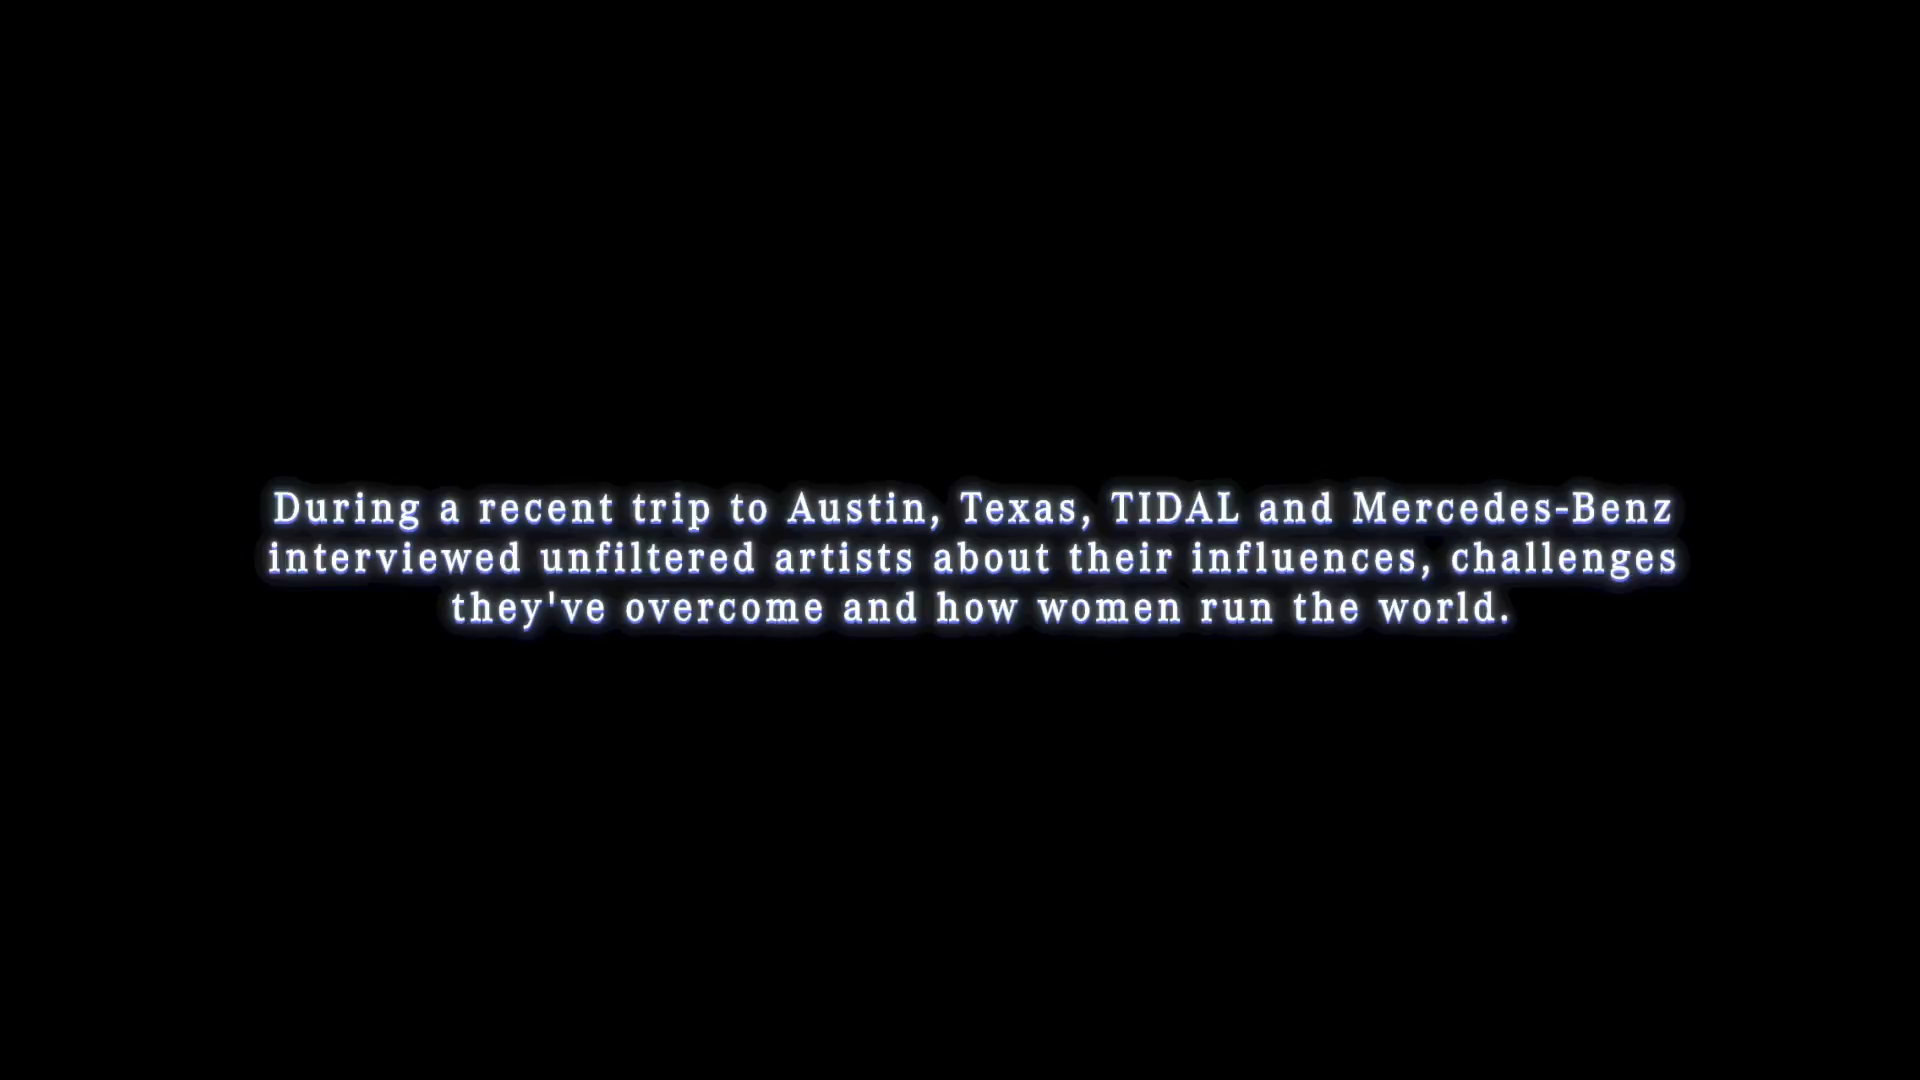 During a recent trip to Austin, Texas, TIDAL and Mercedes-Benz
interviewed unfiltered artists about their influences, challenges
they've overcome and how women run the world.